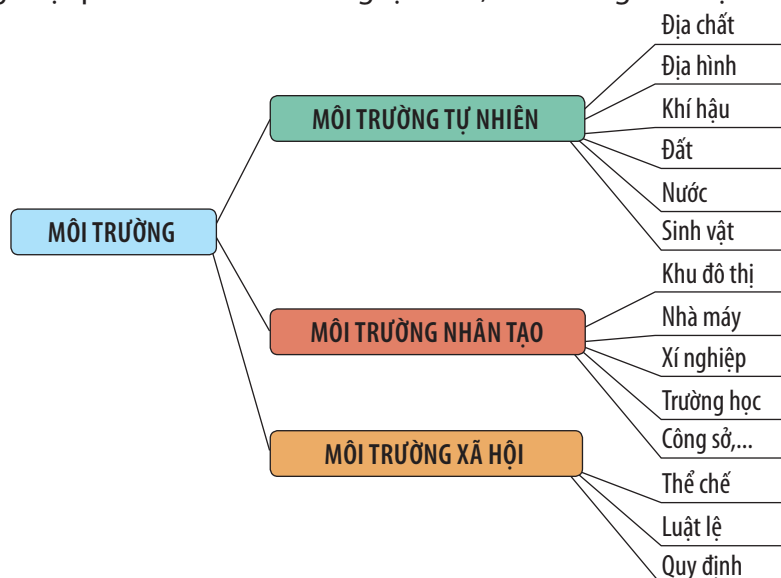 MÔI TRƯỜNG
MÔI TRƯỜNG TỰ NHIÊN
Địa chất
Địa hình
Khí hậu
Đất
Nước
Sinh vật
MÔI TRƯỜNG NHÂN TẠO
Khu đô thị
Nhà máy
Xí nghiệp
Trường học
Công sở,...
MÔI TRƯỜNG XÃ HỘI
Thể chế
Luật lệ
Quy định